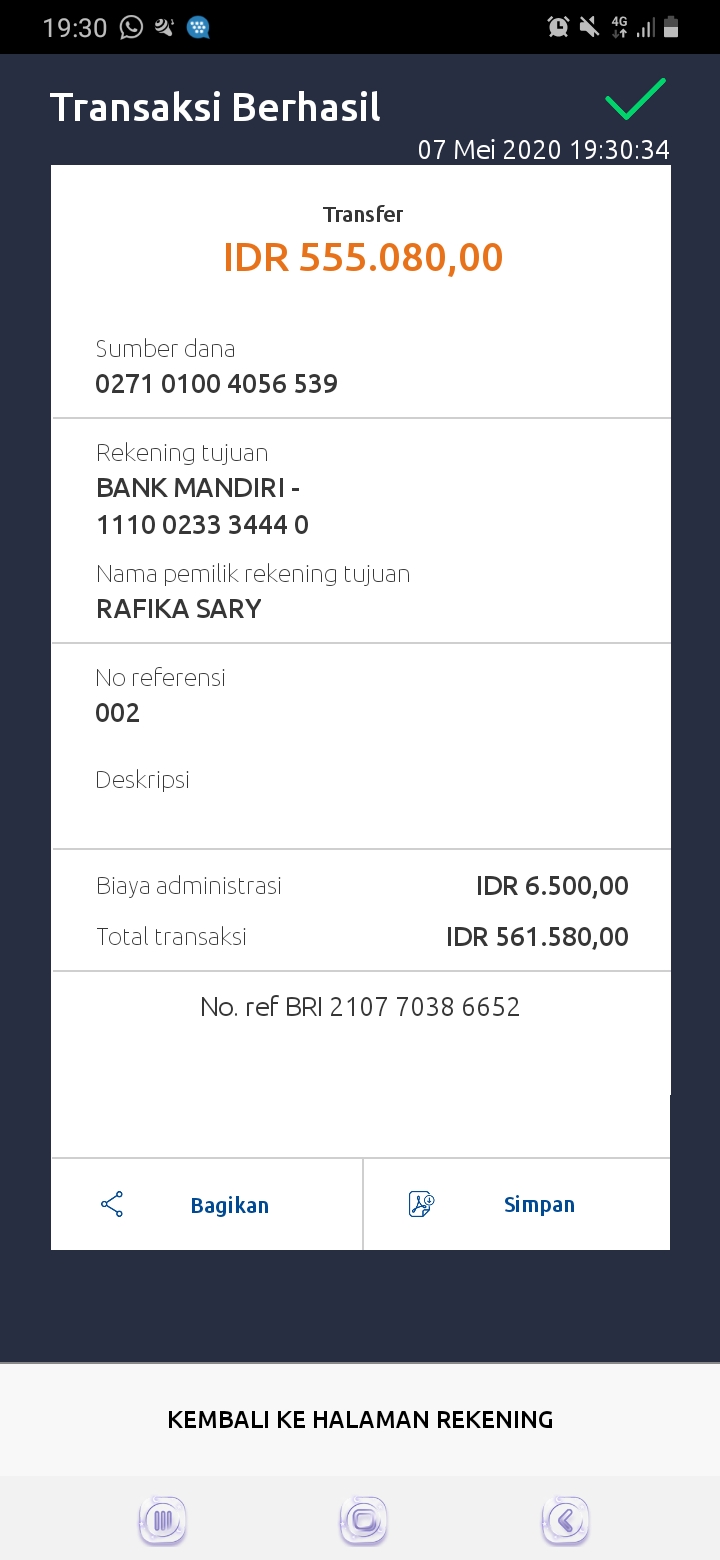 19:30
4G
Transaksi Berhasil
07 Mei 2020 19:30:34
Transfer
IDR 555.080,00
Sumber dana
0271 0100 4056 539
Rekening tujuan
BANK MANDIRI -
1110 0233 3444 0
Nama pemilik rekening tujuan
RAFIKA SARY
No referensi
002
Deskripsi
Biaya administrasi IDR 6.500,00
Total transaksi IDR 561.580,00
No. ref BRI 2107 7038 6652
Bagikan Simpan
KEMBALI KE HALAMAN REKENING